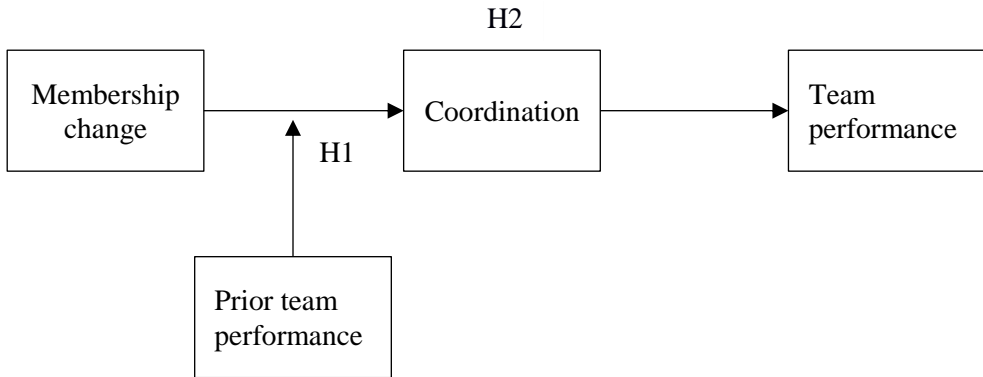 H2
Membership
change
Coordination
Team
performance
H1
Prior team
performance